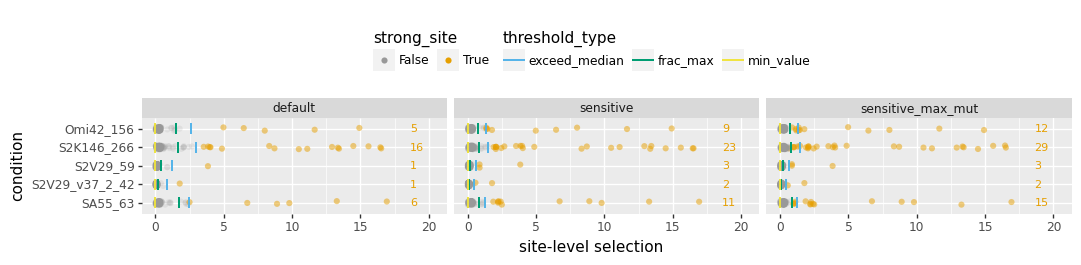 strong_site threshold_type
False True exceed_median frac_max min_value
default sensitive sensitive_max_mut
Omi42_156 5 9 12
S2K146_266 16 23 29
S2V29_59 1 3 3
S2V29_v37_2_42 1 2 2
SA55_63 6 11 15
0 5 10 15 20 0 5 10 15 20 0 5 10 15 20
site-level selection
condition